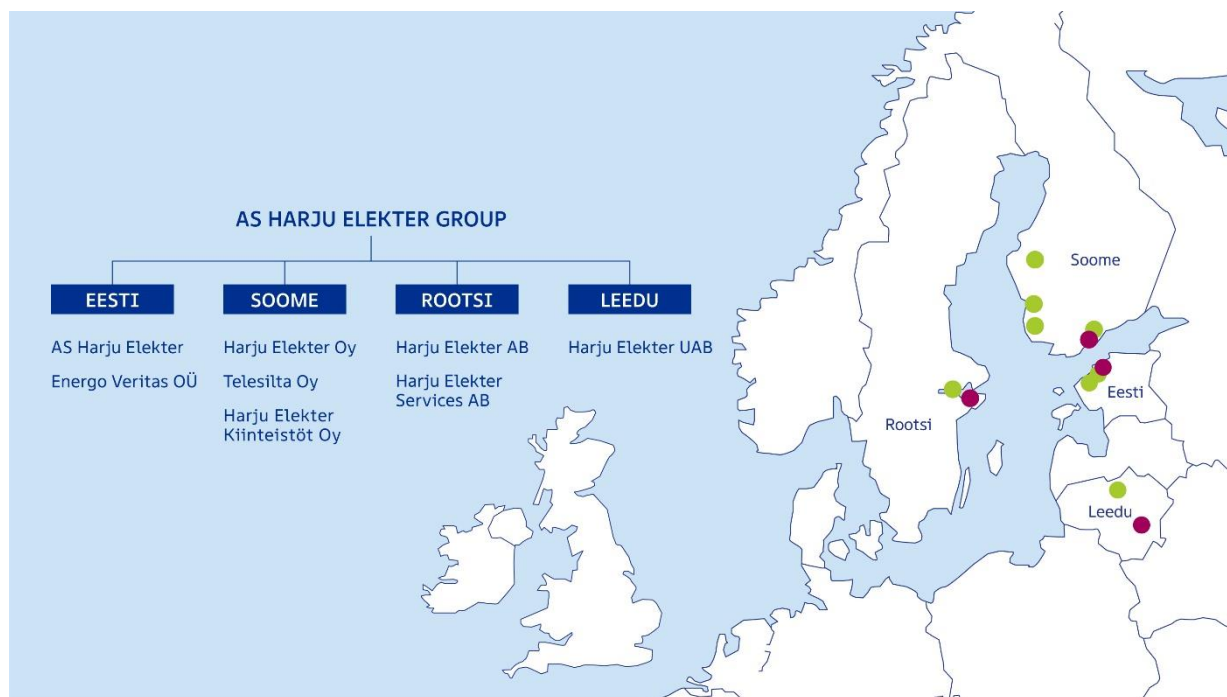 AS HARJU ELEKTER GROUP
EESTI
AS Harju Elekter
Energo Veritas OÜ
SOOME
Harju Elekter Oy
Telesilta Oy
Harju Elekter
Kiinteistöt Oy
ROOTSI
Harju Elekter AB
Harju Elekter
Services AB
LEEDU
Harju Elekter UAB
Soome
Eesti
Rootsi
Leedu